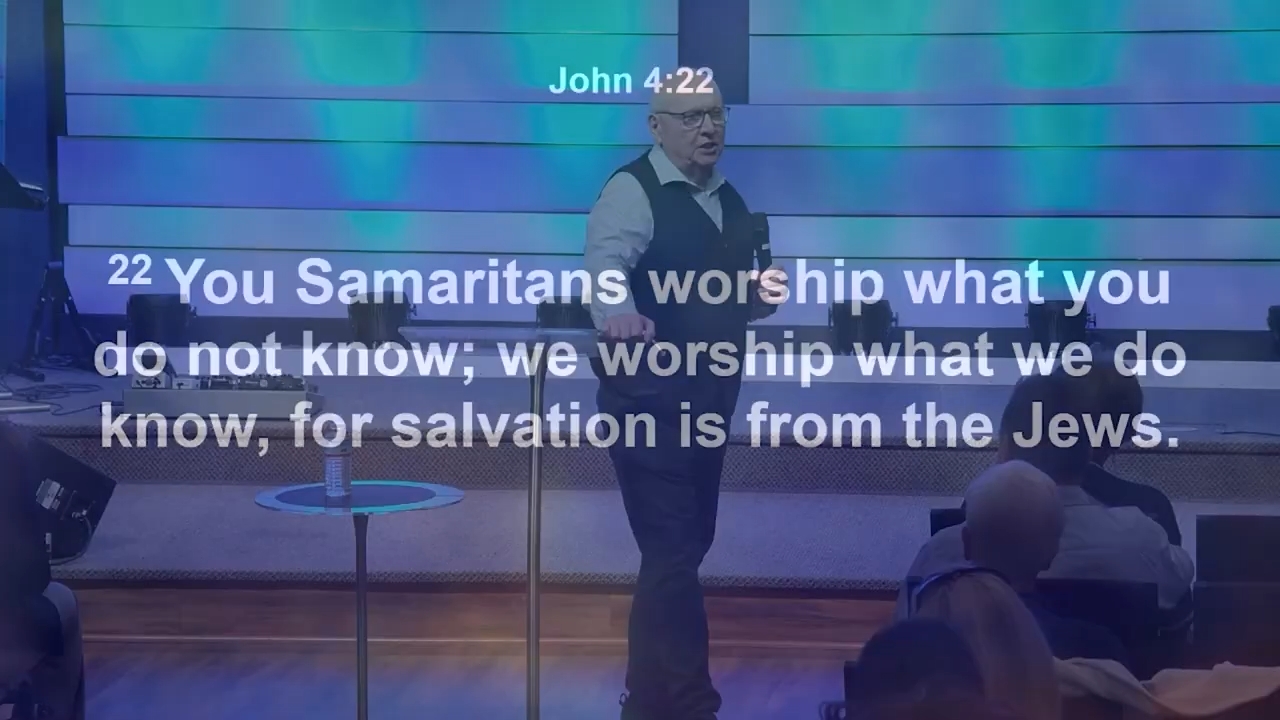 John 4:22
22 You Samaritans worship what you
do not know; we worship what we do
know, for salvation is from the Jews.